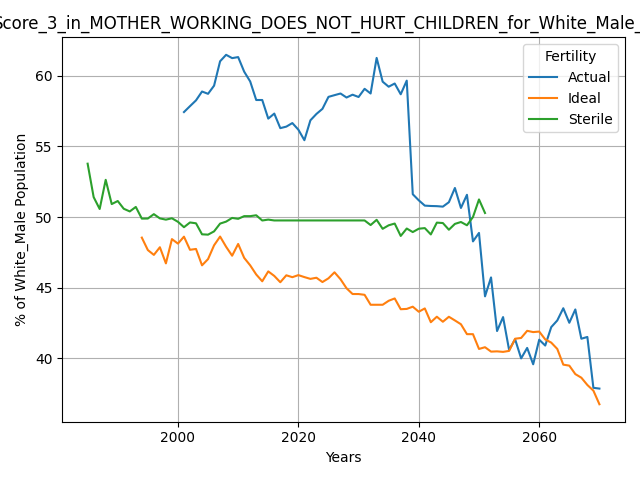 Score_3_in_MOTHER_WORKING_DOES_NOT_HURT_CHILDREN_for_White_Male_
Fertility
Actual
Ideal
Sterile
% of White_Male Population
60
55
50
45
40
2000
2020
2040
2060
Years